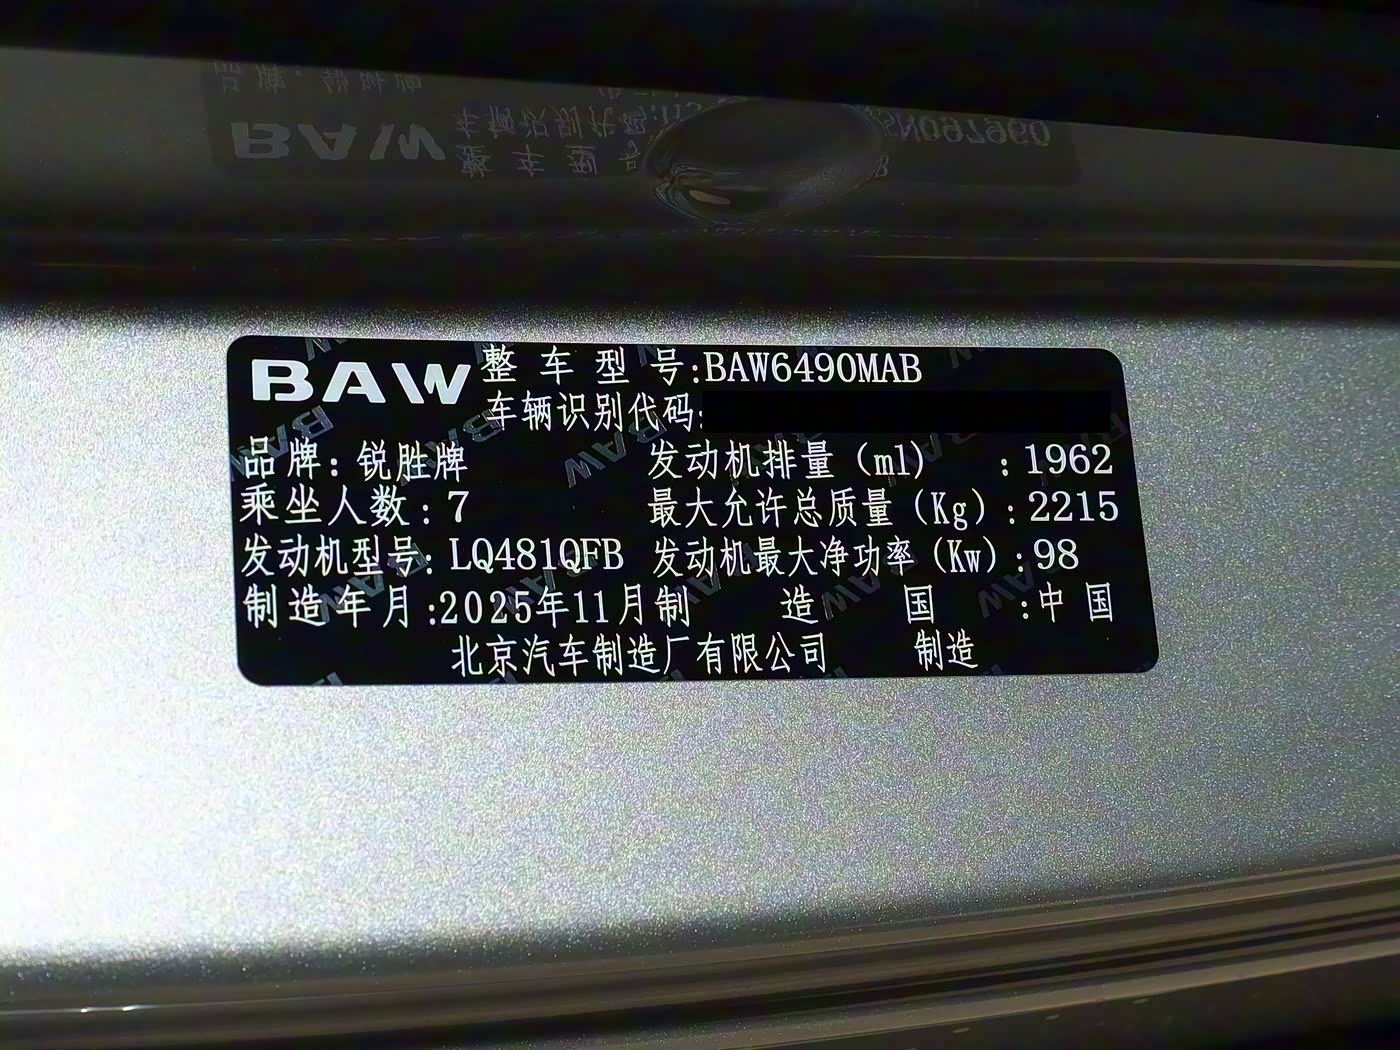 BAW 整车型号:BAW6490MAB
车辆识别代码:
品牌:锐胜牌 发动机排量(ml) :1962
乘坐人数:7 最大允许总质量(Kg):2215
发动机型号:LQ481QFB 发动机最大净功率(Kw):98
制造年月:2025年11月 制造国:中国
北京汽车制造厂有限公司 制造